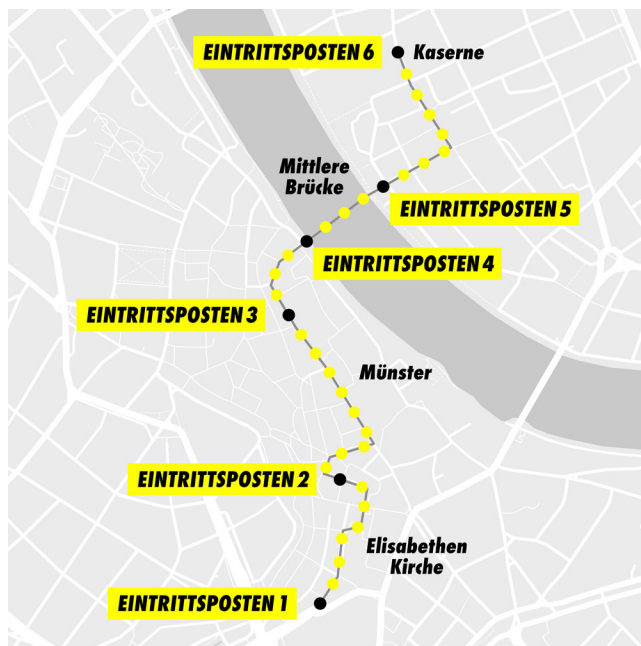 EINTRITTSPOSTEN 6
Kaserne
Mittlere
Brücke
EINTRITTSPOSTEN 5
EINTRITTSPOSTEN 4
EINTRITTSPOSTEN 3
Münster
EINTRITTSPOSTEN 2
Elisabethen
Kirche
EINTRITTSPOSTEN 1